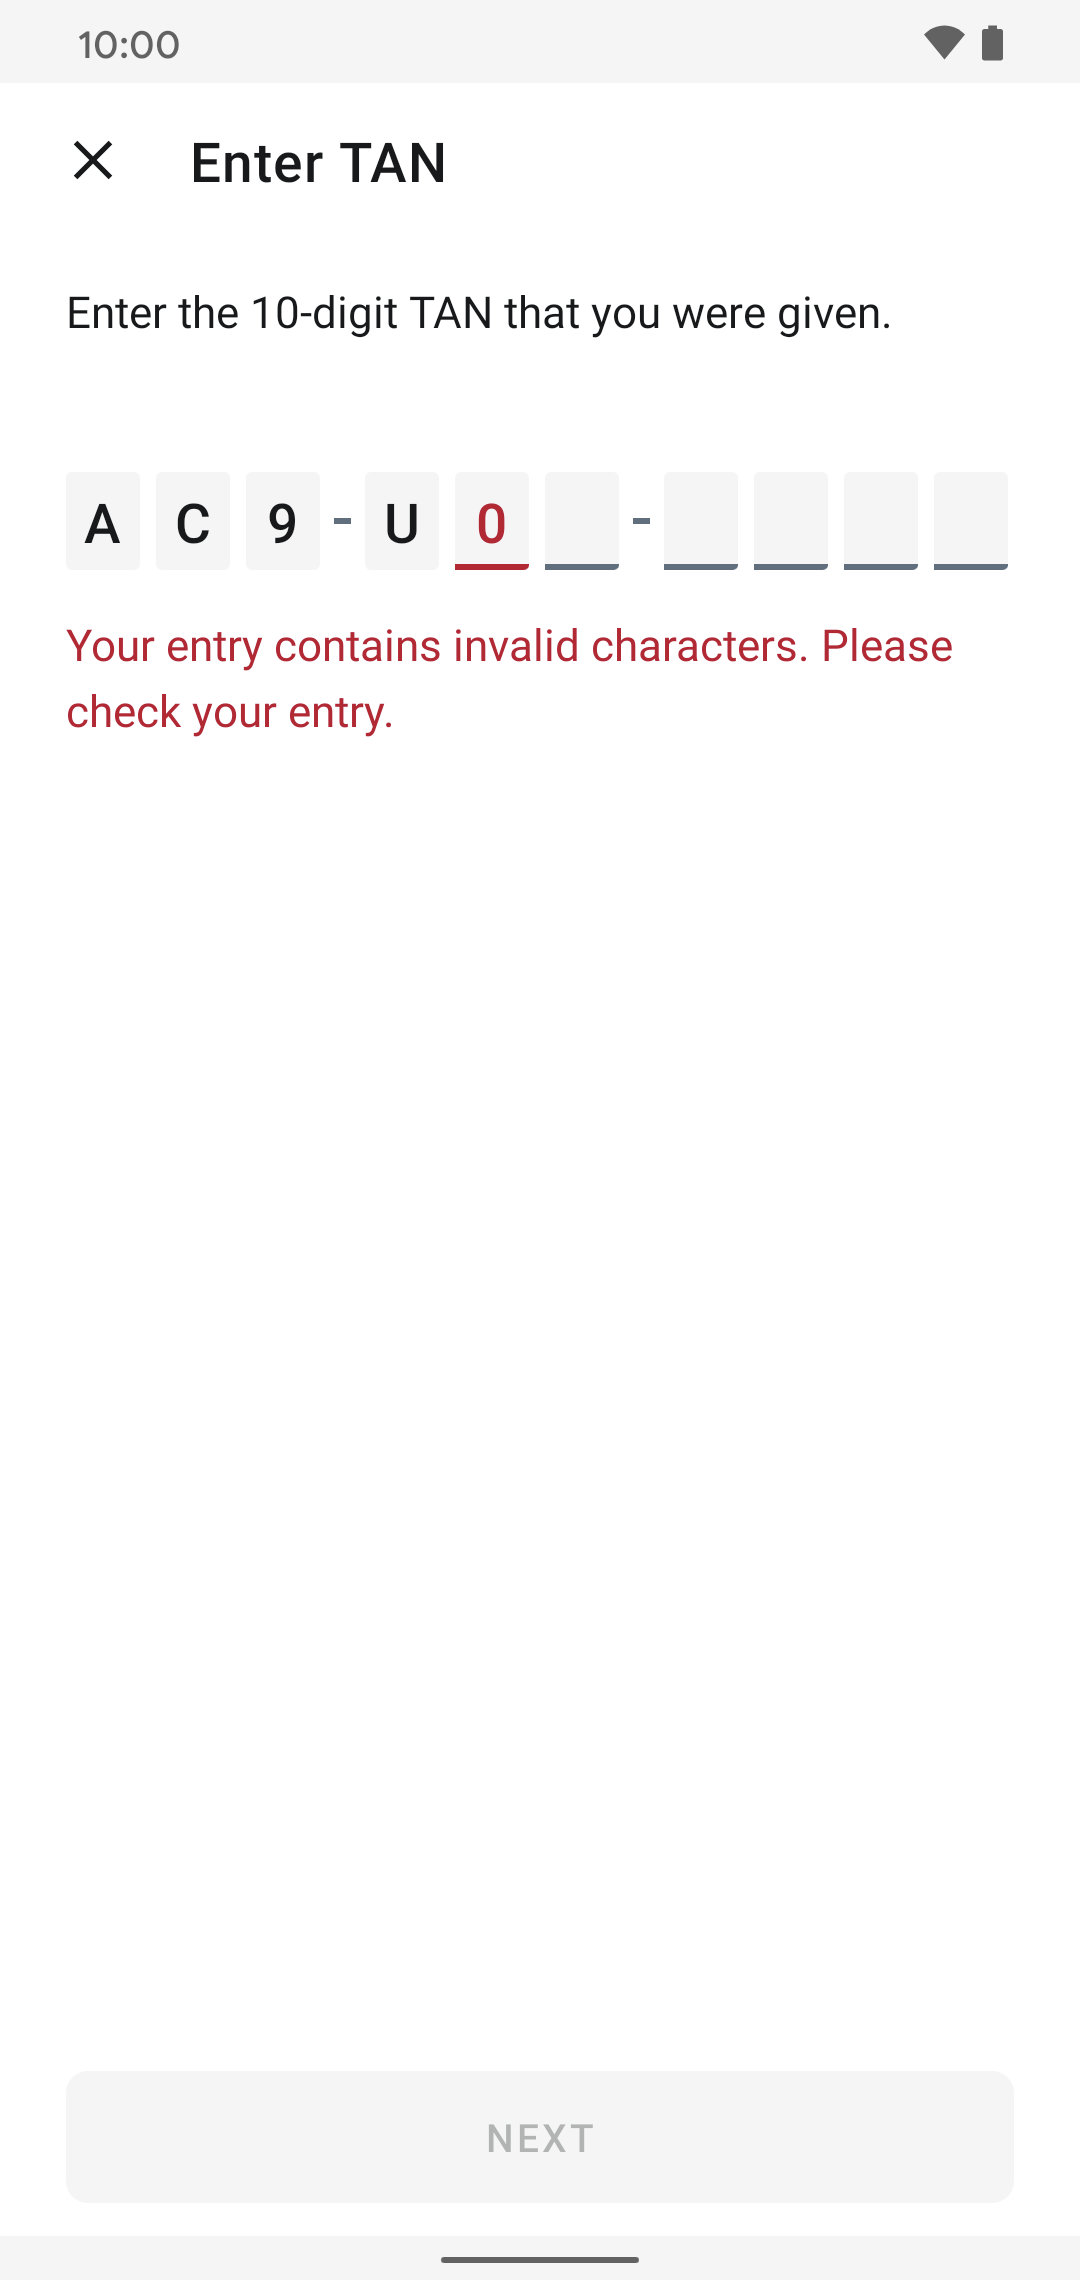 10:00
Enter TAN
Enter the 10-digit TAN that you were given.
A C 9 - U 0 -
Your entry contains invalid characters. Please
check your entry.
NEXT